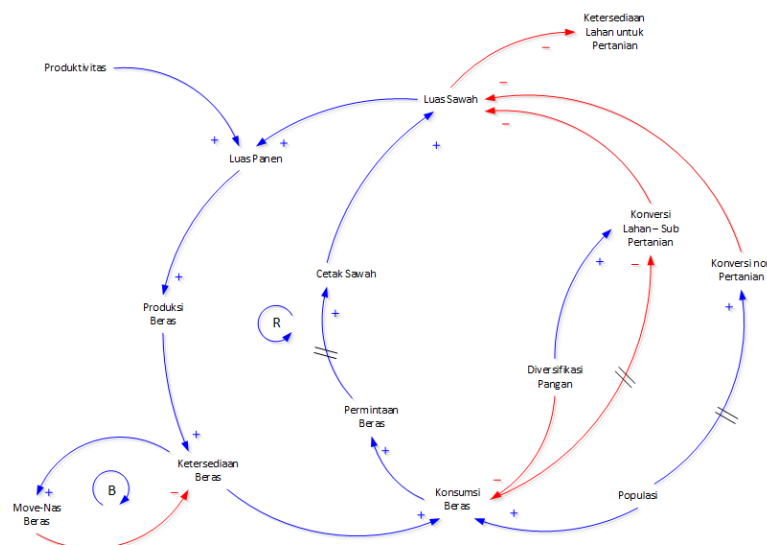 Ketersediaan
Lahan untuk
Pertanian
–
Produktivitas
–
Luas Sawah
–
+
+
+
Luas Panen
Konversi
Lahan – Sub
Pertanian
+
–
Konversi non
Pertanian
Cetak Sawah
+
+
+
Produksi
Beras
R
Diversifikasi
Pangan
Permintaan
Beras
+
+
Ketersediaan
Beras
–
+
B
–
Konsumsi
Beras
Populasi
Move-Nas
Beras
+
+